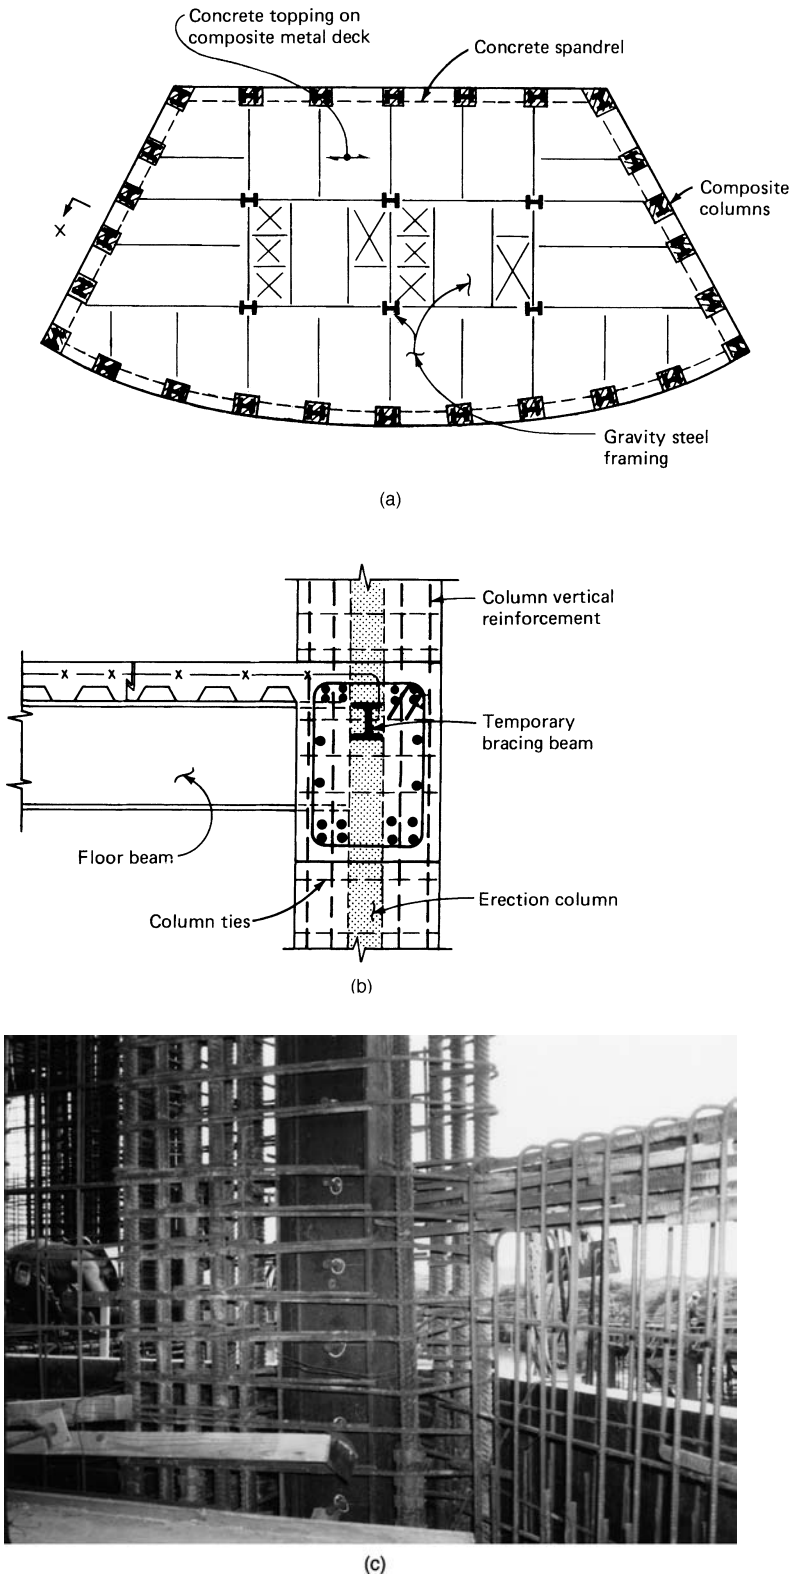 Concrete topping on
composite metal deck
Concrete spandrel
Composite
columns
x
Gravity steel
framing
(a)
Column vertical
reinforcement
x x x x x
Temporary
bracing beam
Floor beam
Column ties
Erection column
(b)
(c)